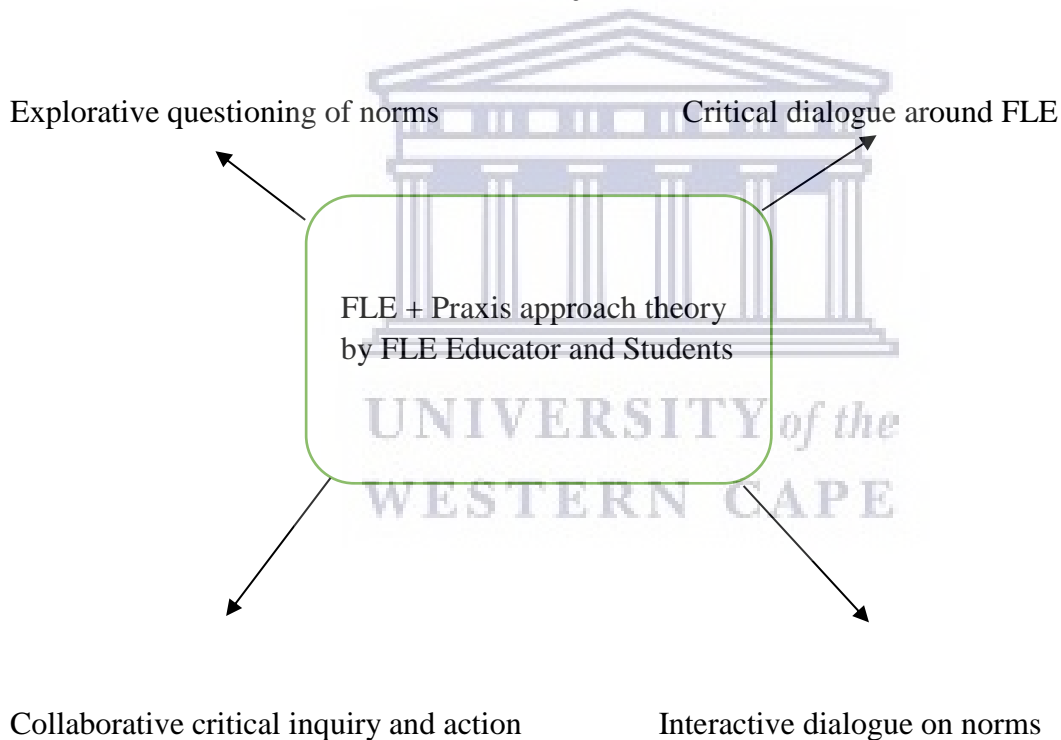 Explorative questioning of norms
Critical dialogue around FLE
FLE + Praxis approach theory
by FLE Educator and Students
UNIVERSITY of the
WESTERN CAPE
Collaborative critical inquiry and action
Interactive dialogue on norms